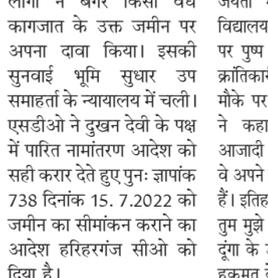 लोगों ने बगैर किसी वैध
कागजात के उक्त जमीन पर
अपना दावा किया। इसकी
सुनवाई भूमि सुधार उप
समाहर्ता के न्यायालय में चली।
एसडीओ ने दुखन देवी के पक्ष
में पारित नामांतरण आदेश को
सही करार देते हुए पुनः ज्ञापांक
738 दिनांक 15. 7.2022 को
जमीन का सीमांकन कराने का
आदेश हरिहरगंज सीओ को
दिया है।
जयंती
विद्यालय
पर पुष्प
क्रांतिका
मौके पर
ने कहा
आजादी
वे अपने
हैं। इति
तुम मुझे
दूंगा के
हकूमत